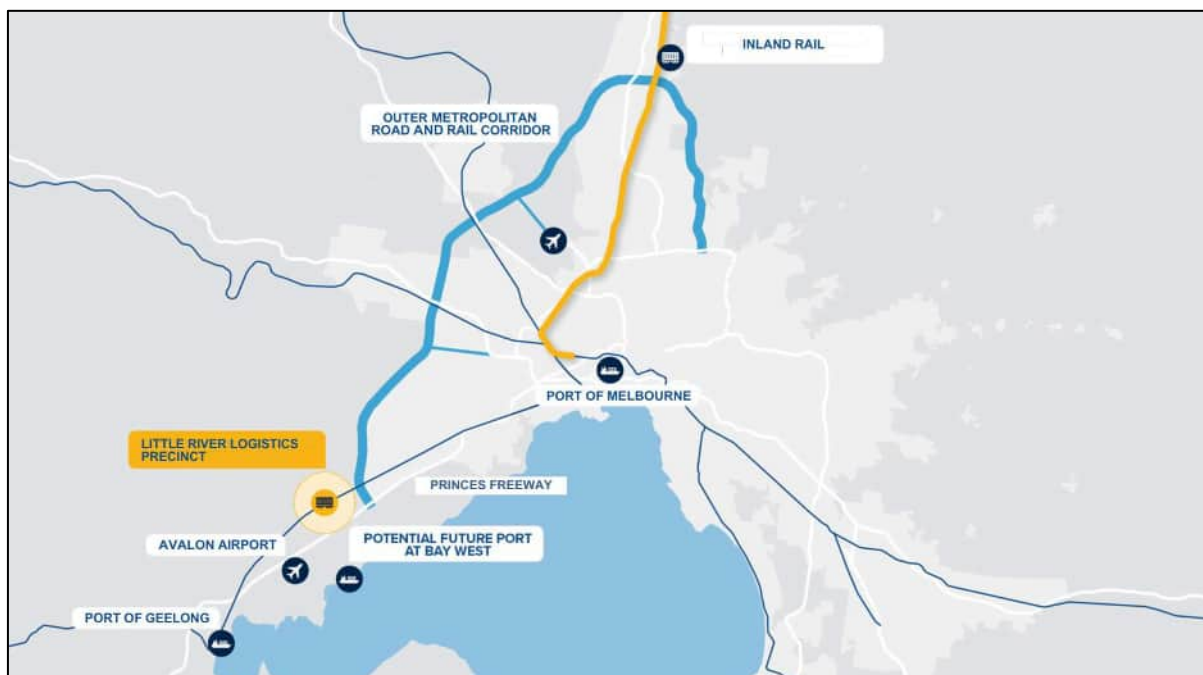 INLAND RAIL
OUTER METROPOLITAN
ROAD AND RAIL CORRIDOR
PORT OF MELBOURNE
LITTLE RIVER LOGISTICS
PRECINCT
PRINCES FREEWAY
AVALON AIRPORT
POTENTIAL FUTURE PORT
AT BAY WEST
PORT OF GEELONG